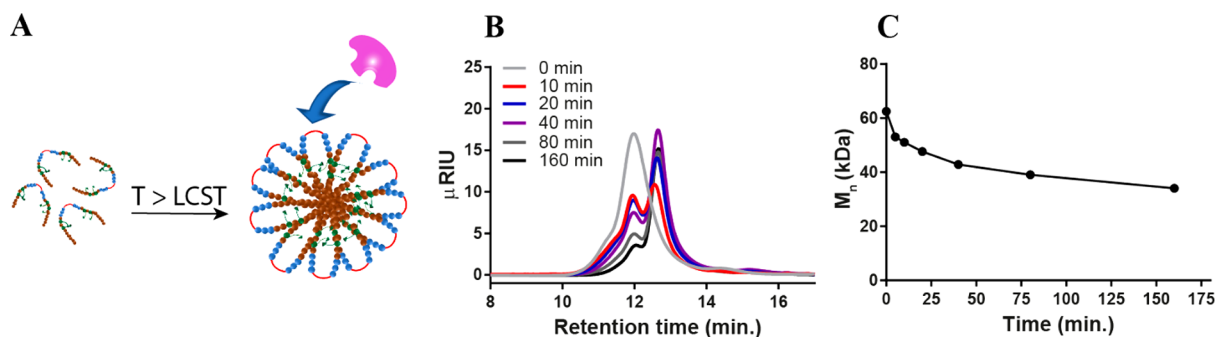 A
T > LCST
B
25
20
15
10
5
0
μ RIU
0 min
10 min
20 min
40 min
80 min
160 min
8
10
12
14
16
Retention time (min.)
C
80
60
40
20
0
Mn (kDa)
0
25
50
75
100
125
150
175
Time (min.)